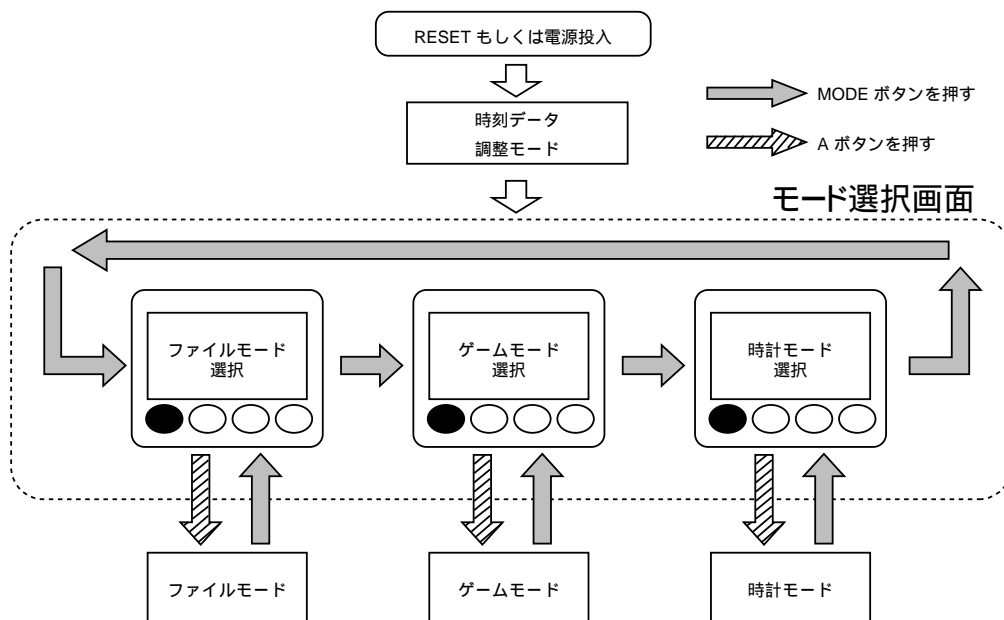 RESET もしくは電源投入
MODE ボタンを押す
時刻データ
調整モード
A ボタンを押す
モード選択画面
ファイルモード
選択
ゲームモード
選択
時計モード
選択
ファイルモード
ゲームモード
時計モード